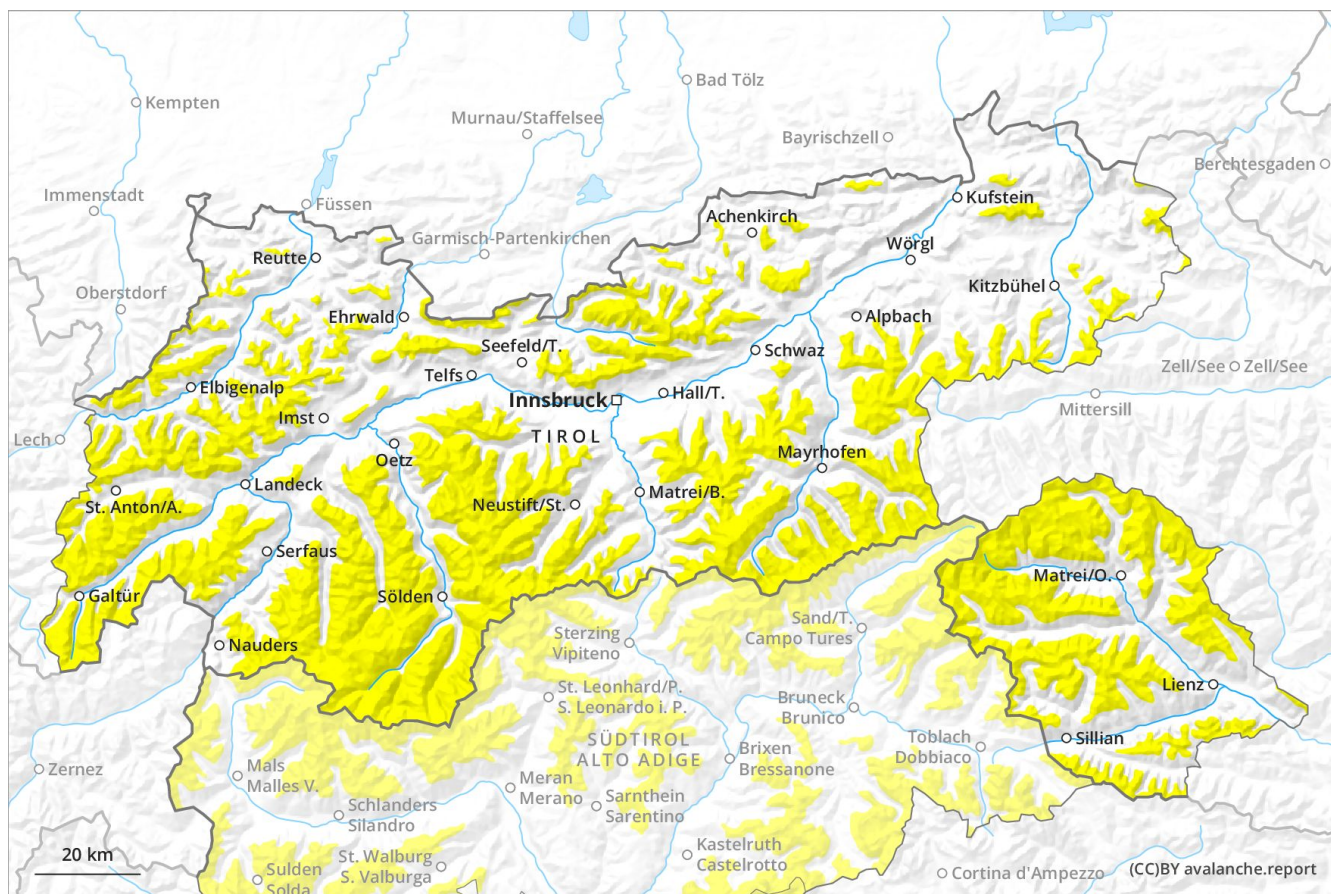 Kempten
Bad Tölz
Murnau/Staffelsee
Bayrischzell
Berchtesgaden
Immenstadt
Füssen
Kufstein
Achenkirch
Garmisch-Partenkirchen
Wörgl
Reutte
Oberstdorf
Kitzbühel
Ehrwald
Alpbach
Seefeld/T.
Schwaz
Zell/See
Zell/See
Telfs
Elbigenalp
Hall/T.
Innsbruck
Mittersill
Imst
Lech
TIROL
Oetz
Mayrhofen
Landeck
Matrei/B.
St. Anton/A.
Neustift/St.
Serfaus
Matrei/O.
Galtür
Sölden
Sand/T.
Campo Tures
Sterzing
Vipiteno
Nauders
Lienz
St. Leonhard/P.
S. Leonardo i. P.
Bruneck
Brunico
SÜDTIROL
ALTO ADIGE
Toblach
Dobbiaco
Sillian
Brixen
Bressanone
Zernez
Mals
Malles V.
Meran
Merano
Sarnthein
Sarentino
Schlanders
Silandro
Kastelruth
Castelrotto
20 km
St. Walburg
S. Valburga
Sulden
Solda
Cortina d'Ampezzo
(CC)BY avalanche.report